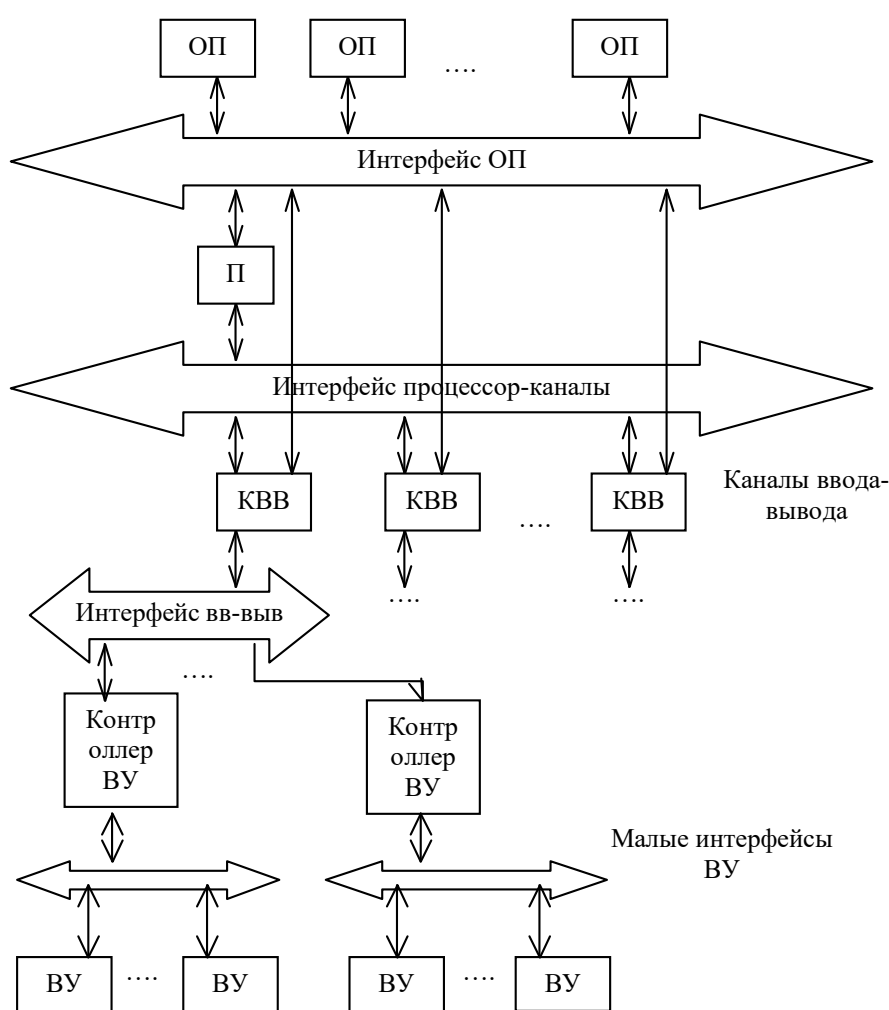 ОП ОП …. ОП
Интерфейс ОП
П
Интерфейс процессор-каналы
КВВ КВВ …. КВВ
Каналы ввода-
вывода
…. ….
Интерфейс вв-выв
….
Контр
оллер
ВУ
Контр
оллер
ВУ
Малые интерфейсы
ВУ
ВУ …. ВУ ВУ …. ВУ